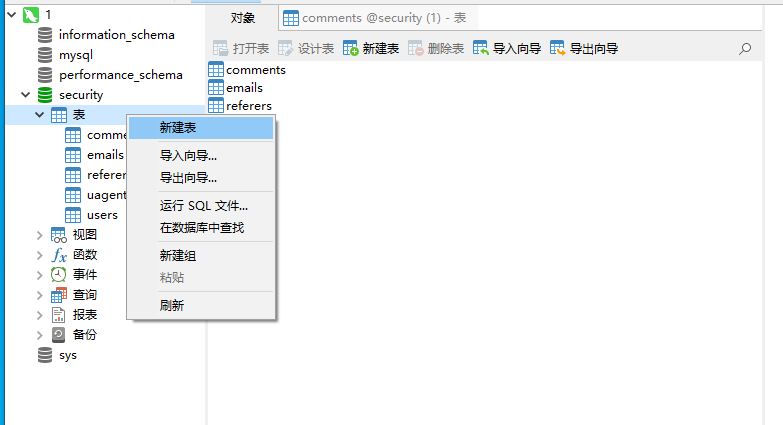 1
information_schema
mysql
performance_schema
security
表
comme
emails
referer
uagent
users
视图
函数
事件
查询
报表
备份
sys
新建表
导入向导...
导出向导...
运行 SQL 文件...
在数据库中查找
新建组
粘贴
刷新
对象 comments @security (1) - 表
打开表 设计表 新建表 删除表 导入向导 导出向导
comments
emails
referers